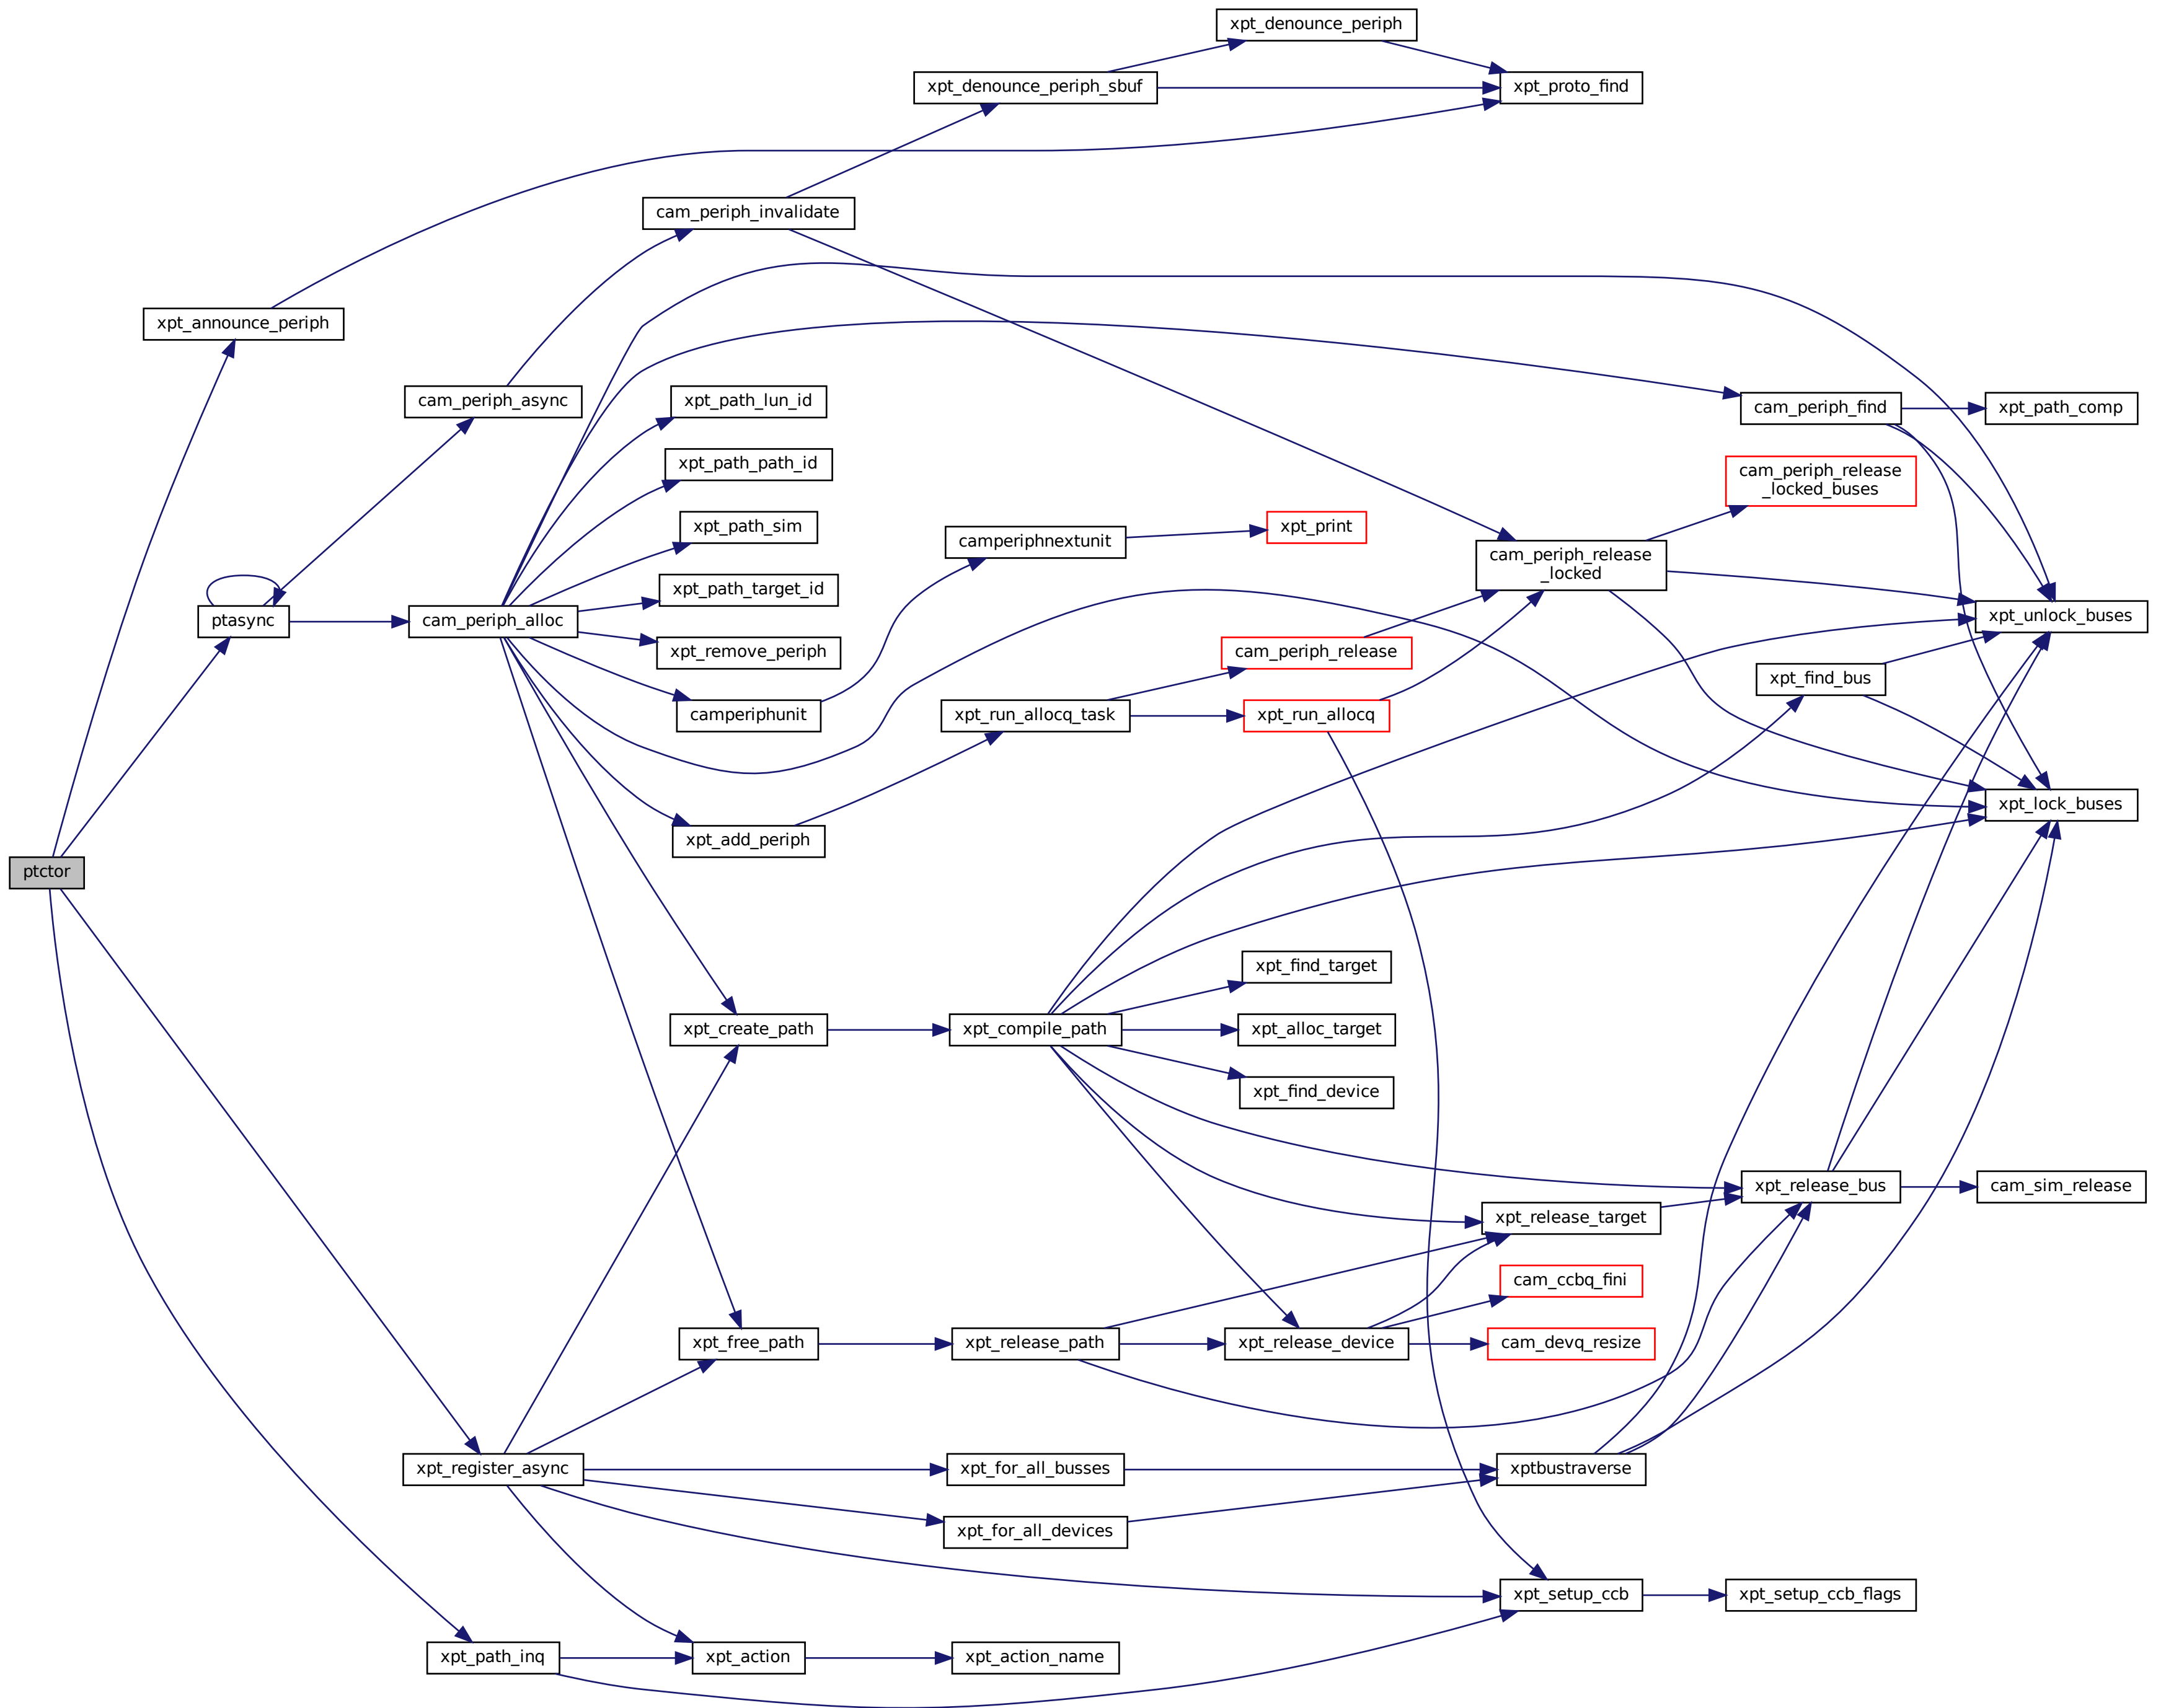 xpt_denounce_periph
xpt_denounce_periph_sbuf
xpt_proto_find
cam_periph_invalidate
xpt_announce_periph
cam_periph_async
xpt_path_lun_id
cam_periph_find
xpt_path_comp
xpt_path_path_id
cam_periph_release
_locked_buses
xpt_path_sim
camperiphnextunit
xpt_print
cam_periph_release
_locked
xpt_path_target_id
ptasync
cam_periph_alloc
xpt_unlock_buses
xpt_remove_periph
cam_periph_release
xpt_find_bus
camperiphunit
xpt_run_allocq_task
xpt_run_allocq
xpt_lock_buses
xpt_add_periph
ptctor
xpt_find_target
xpt_create_path
xpt_compile_path
xpt_alloc_target
xpt_find_device
xpt_release_bus
cam_sim_release
xpt_release_target
cam_ccbq_fini
xpt_free_path
xpt_release_path
xpt_release_device
cam_devq_resize
xpt_register_async
xpt_for_all_busses
xptbustraverse
xpt_for_all_devices
xpt_setup_ccb
xpt_setup_ccb_flags
xpt_path_inq
xpt_action
xpt_action_name